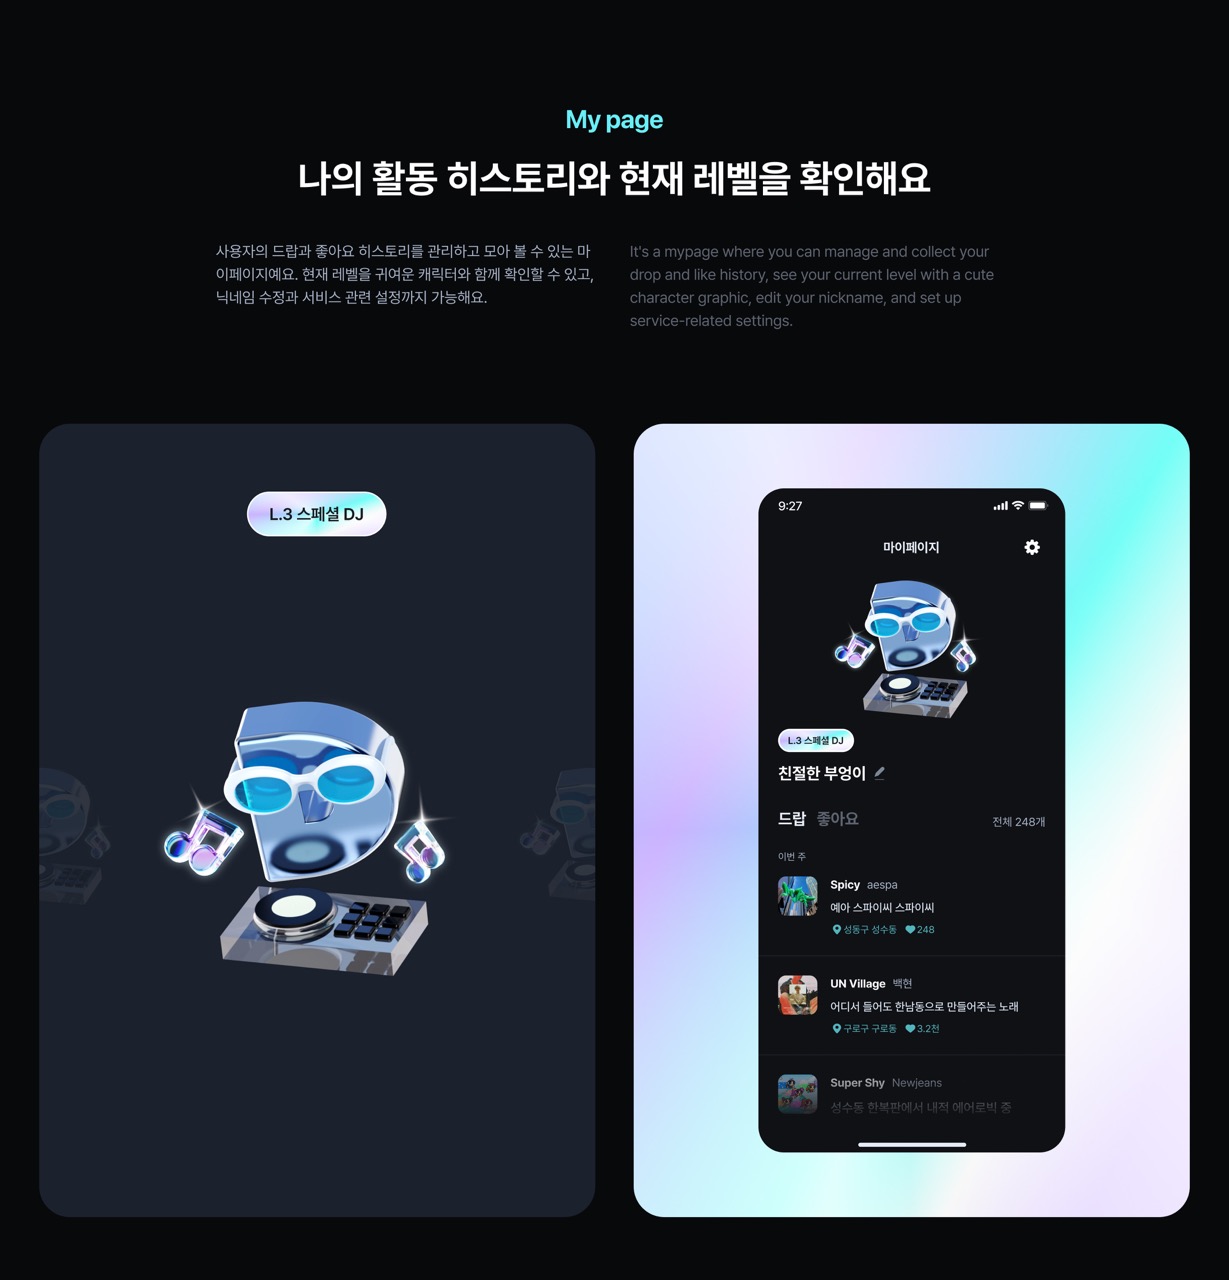 My page
나의 활동 히스토리와 현재 레벨을 확인해요
사용자의 드랍과 좋아요 히스토리를 관리하고 모아 볼 수 있는 마
이페이지예요. 현재 레벨을 귀여운 캐릭터와 함께 확인할 수 있고,
닉네임 수정과 서비스 관련 설정까지 가능해요.
It's a mypage where you can manage and collect your
drop and like history, see your current level with a cute
character graphic, edit your nickname, and set up
service-related settings.
L.3 스페셜 DJ
9:27
마이페이지
L.3 스페셜 DJ
친절한 부엉이
드랍 좋아요 전체 248개
이번 주
Spicy aespa
예아 스파이씨 스파이씨
성동구 성수동 248
UN Village 백현
어디서 들어도 한남동으로 만들어주는 노래
구로구 구로동 3.2천
Super Shy Newjeans
성수동 한복판에서 내적 에어로빅 중